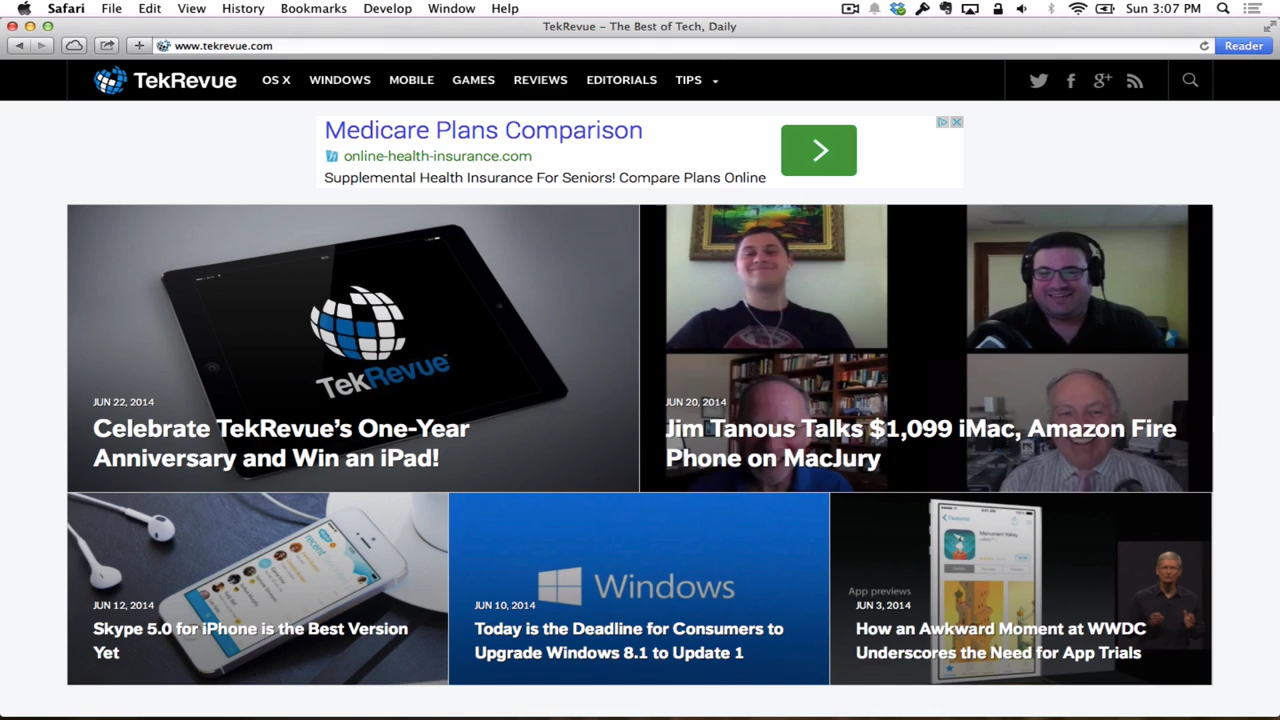 Safari File Edit View History Bookmarks Develop Window Help Sun 3:07 PM
TekRevue – The Best of Tech, Daily
www.tekrevue.com Reader
TekRevue OS X WINDOWS MOBILE GAMES REVIEWS EDITORIALS TIPS
Medicare Plans Comparison
online-health-insurance.com
Supplemental Health Insurance For Seniors! Compare Plans Online
TekRevue
JUN 22, 2014
Celebrate TekRevue's One-Year
Anniversary and Win an iPad!
JUN 20, 2014
Jim Tanous Talks $1,099 iMac, Amazon Fire
Phone on MacJury
recent
JUN 12, 2014
Skype 5.0 for iPhone is the Best Version
Yet
Windows
JUN 10, 2014
Today is the Deadline for Consumers to
Upgrade Windows 8.1 to Update 1
Featured
Monument Valley
App previews
JUN 3, 2014
How an Awkward Moment at WWDC
Underscores the Need for App Trials